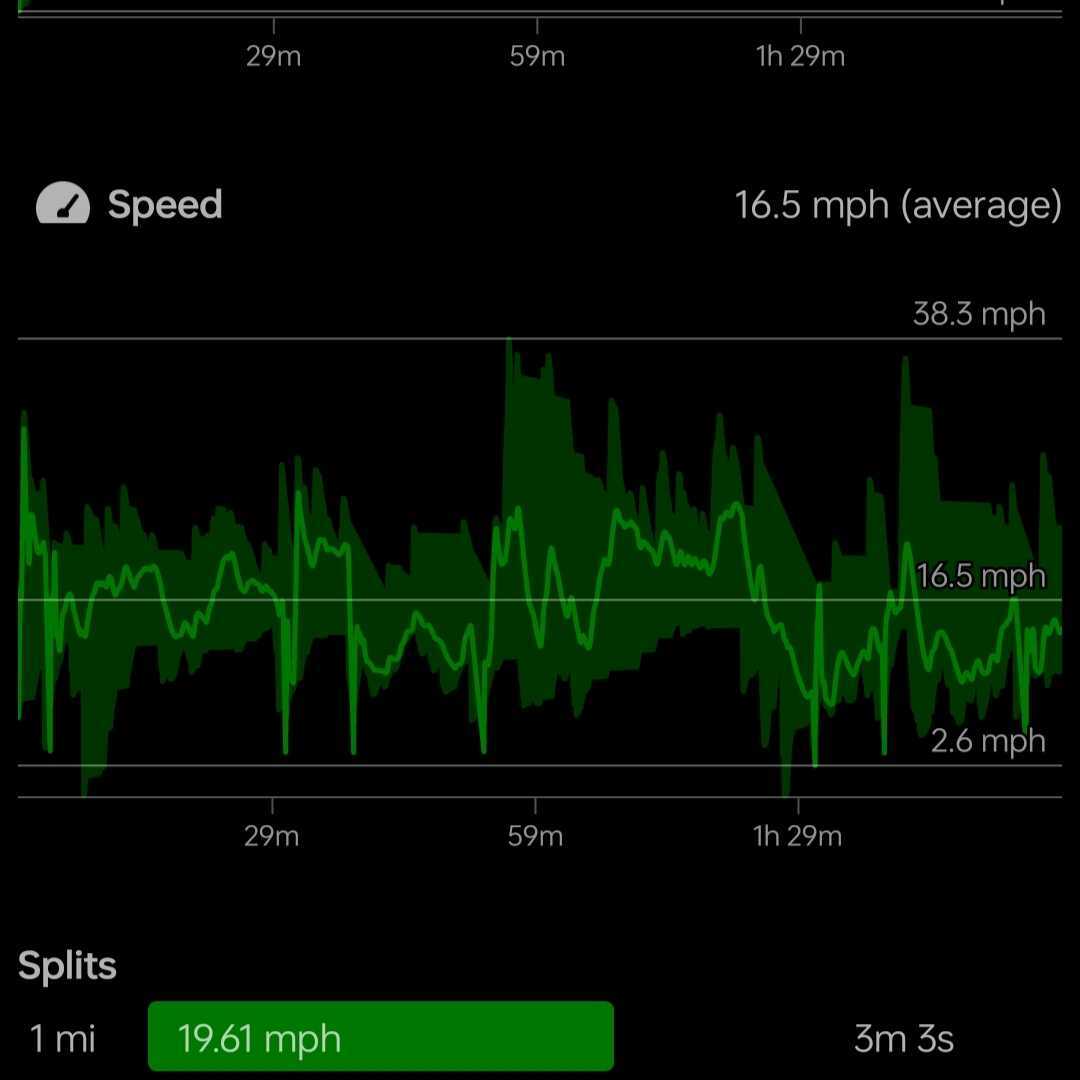 29m 59m 1h 29m
Speed 16.5 mph (average)
38.3 mph
16.5 mph
2.6 mph
29m 59m 1h 29m
Splits
1 mi 19.61 mph 3m 3s